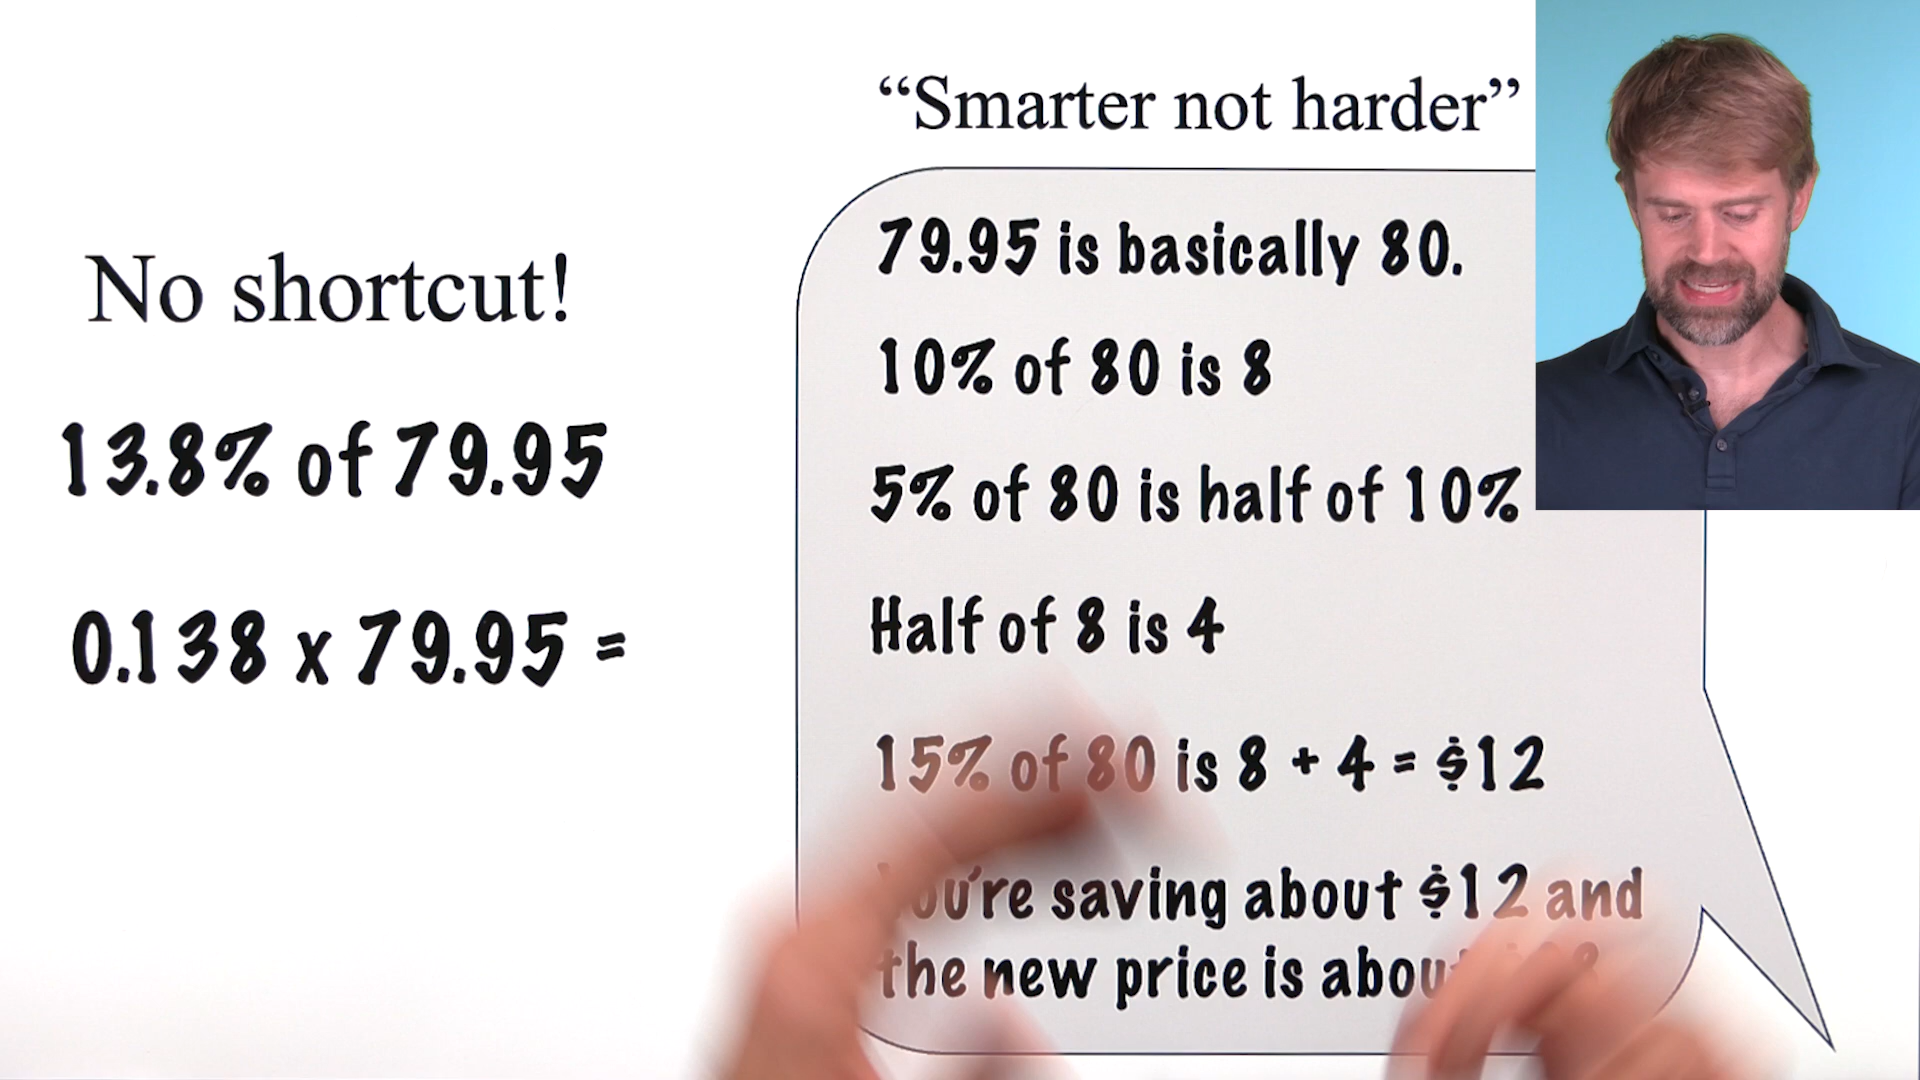 No shortcut!
13.8% of 79.95
0.138 x 79.95 =
“Smarter not harder”
79.95 is basically 80.
10% of 80 is 8
5% of 80 is half of 10%
Half of 8 is 4
15% of 80 is 8 + 4 = $12
You're saving about $12 and
the new price is about